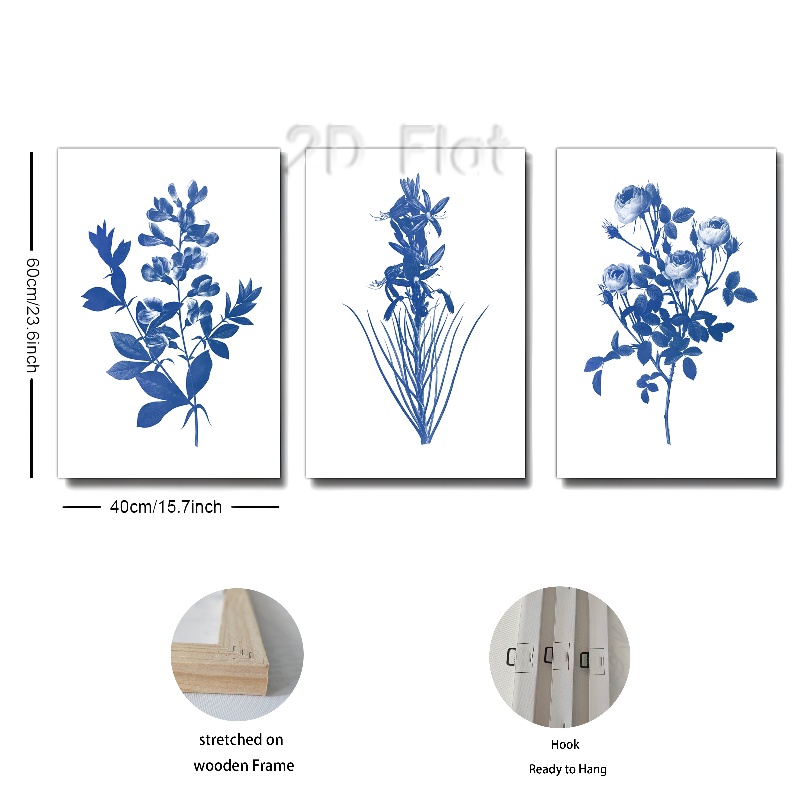 2D Flat
60cm/23.6inch
40cm/15.7inch
stretched on
wooden Frame
Hook
Ready to Hang